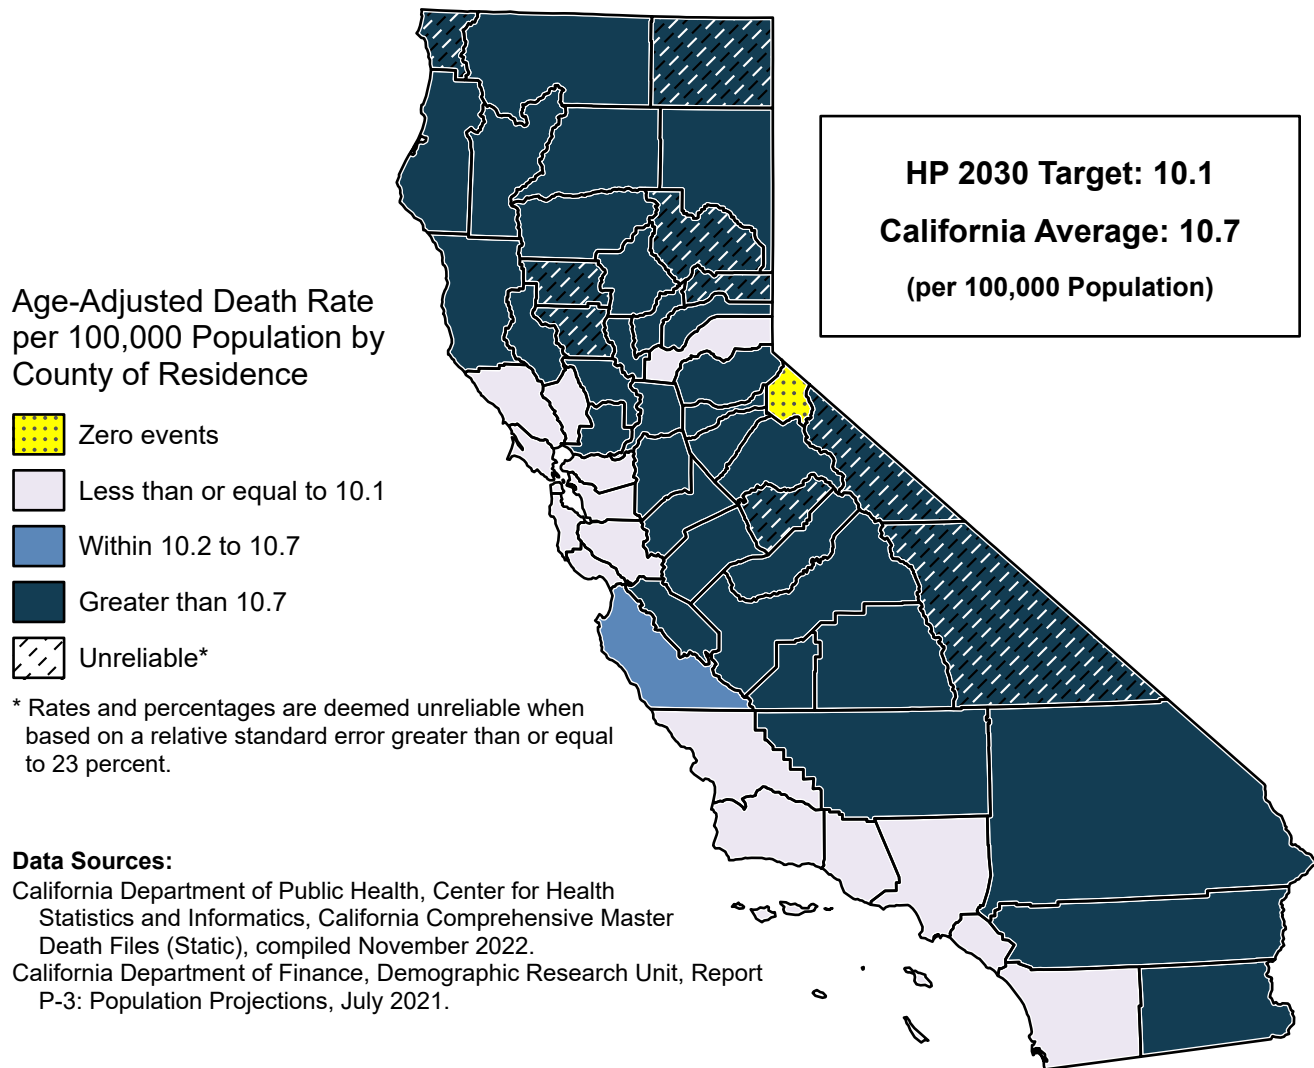 HP 2030 Target: 10.1
California Average: 10.7
(per 100,000 Population)
Age-Adjusted Death Rate
per 100,000 Population by
County of Residence
Zero events
Less than or equal to 10.1
Within 10.2 to 10.7
Greater than 10.7
Unreliable*
* Rates and percentages are deemed unreliable when
based on a relative standard error greater than or equal
to 23 percent.
Data Sources:
California Department of Public Health, Center for Health
Statistics and Informatics, California Comprehensive Master
Death Files (Static), compiled November 2022.
California Department of Finance, Demographic Research Unit, Report
P-3: Population Projections, July 2021.